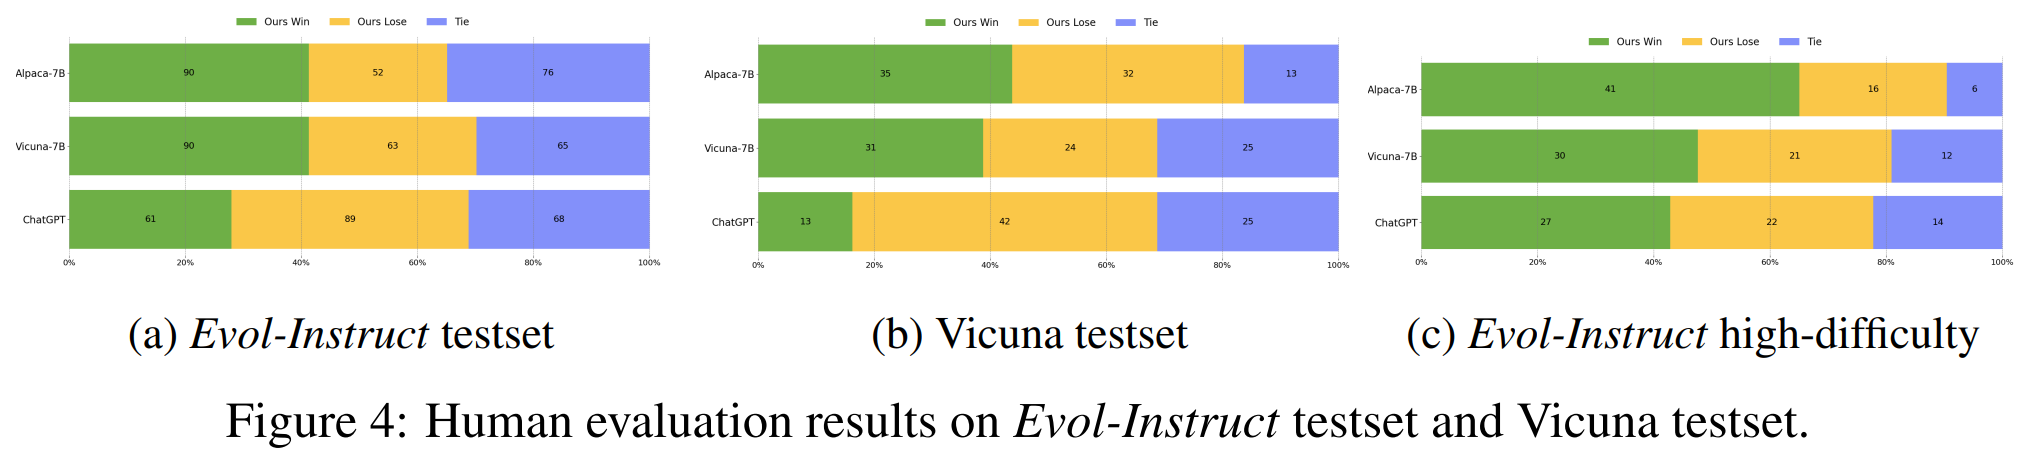 Ours Win Ours Lose Tie
Alpaca-7B 90 52 76
Vicuna-7B 90 63 65
ChatGPT 61 89 68
0% 20% 40% 60% 80% 100%
(a) Evol-Instruct testset
Ours Win Ours Lose Tie
Alpaca-7B 35 32 13
Vicuna-7B 31 24 25
ChatGPT 13 42 25
0% 20% 40% 60% 80% 100%
(b) Vicuna testset
Ours Win Ours Lose Tie
Alpaca-7B 41 16 6
Vicuna-7B 30 21 12
ChatGPT 27 22 14
0% 20% 40% 60% 80% 100%
(c) Evol-Instruct high-difficulty
Figure 4: Human evaluation results on Evol-Instruct testset and Vicuna testset.